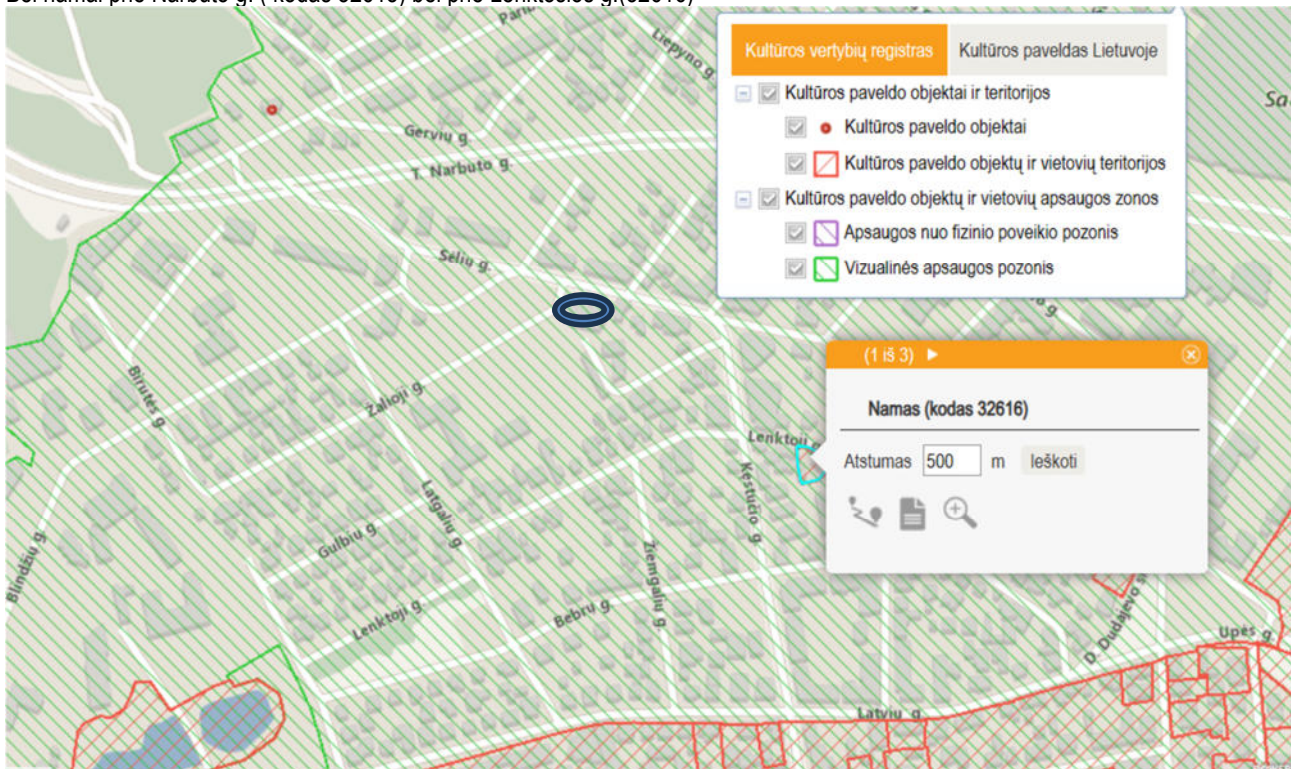 Liepyno g.
Gervių g.
T. Narbuto g.
Sėlių g.
Birutės g.
Žalioji g.
Latgalių g.
Gulbių g.
Blindžių g.
Lenktoji g.
Lenktoji g.
Kęstučio g.
Žiemgalių g.
Bebrų g.
D. Dudajevo
Upės g.
Latvių g.
Kultūros vertybių registras
Kultūros paveldas Lietuvoje
Kultūros paveldo objektai ir teritorijos
Kultūros paveldo objektai
Kultūros paveldo objektų ir vietovių teritorijos
Kultūros paveldo objektų ir vietovių apsaugos zonos
Apsaugos nuo fizinio poveikio pozonis
Vizualinės apsaugos pozonis
(1 iš 3)
Namas (kodas 32616)
Atstumas 500 m Ieškoti